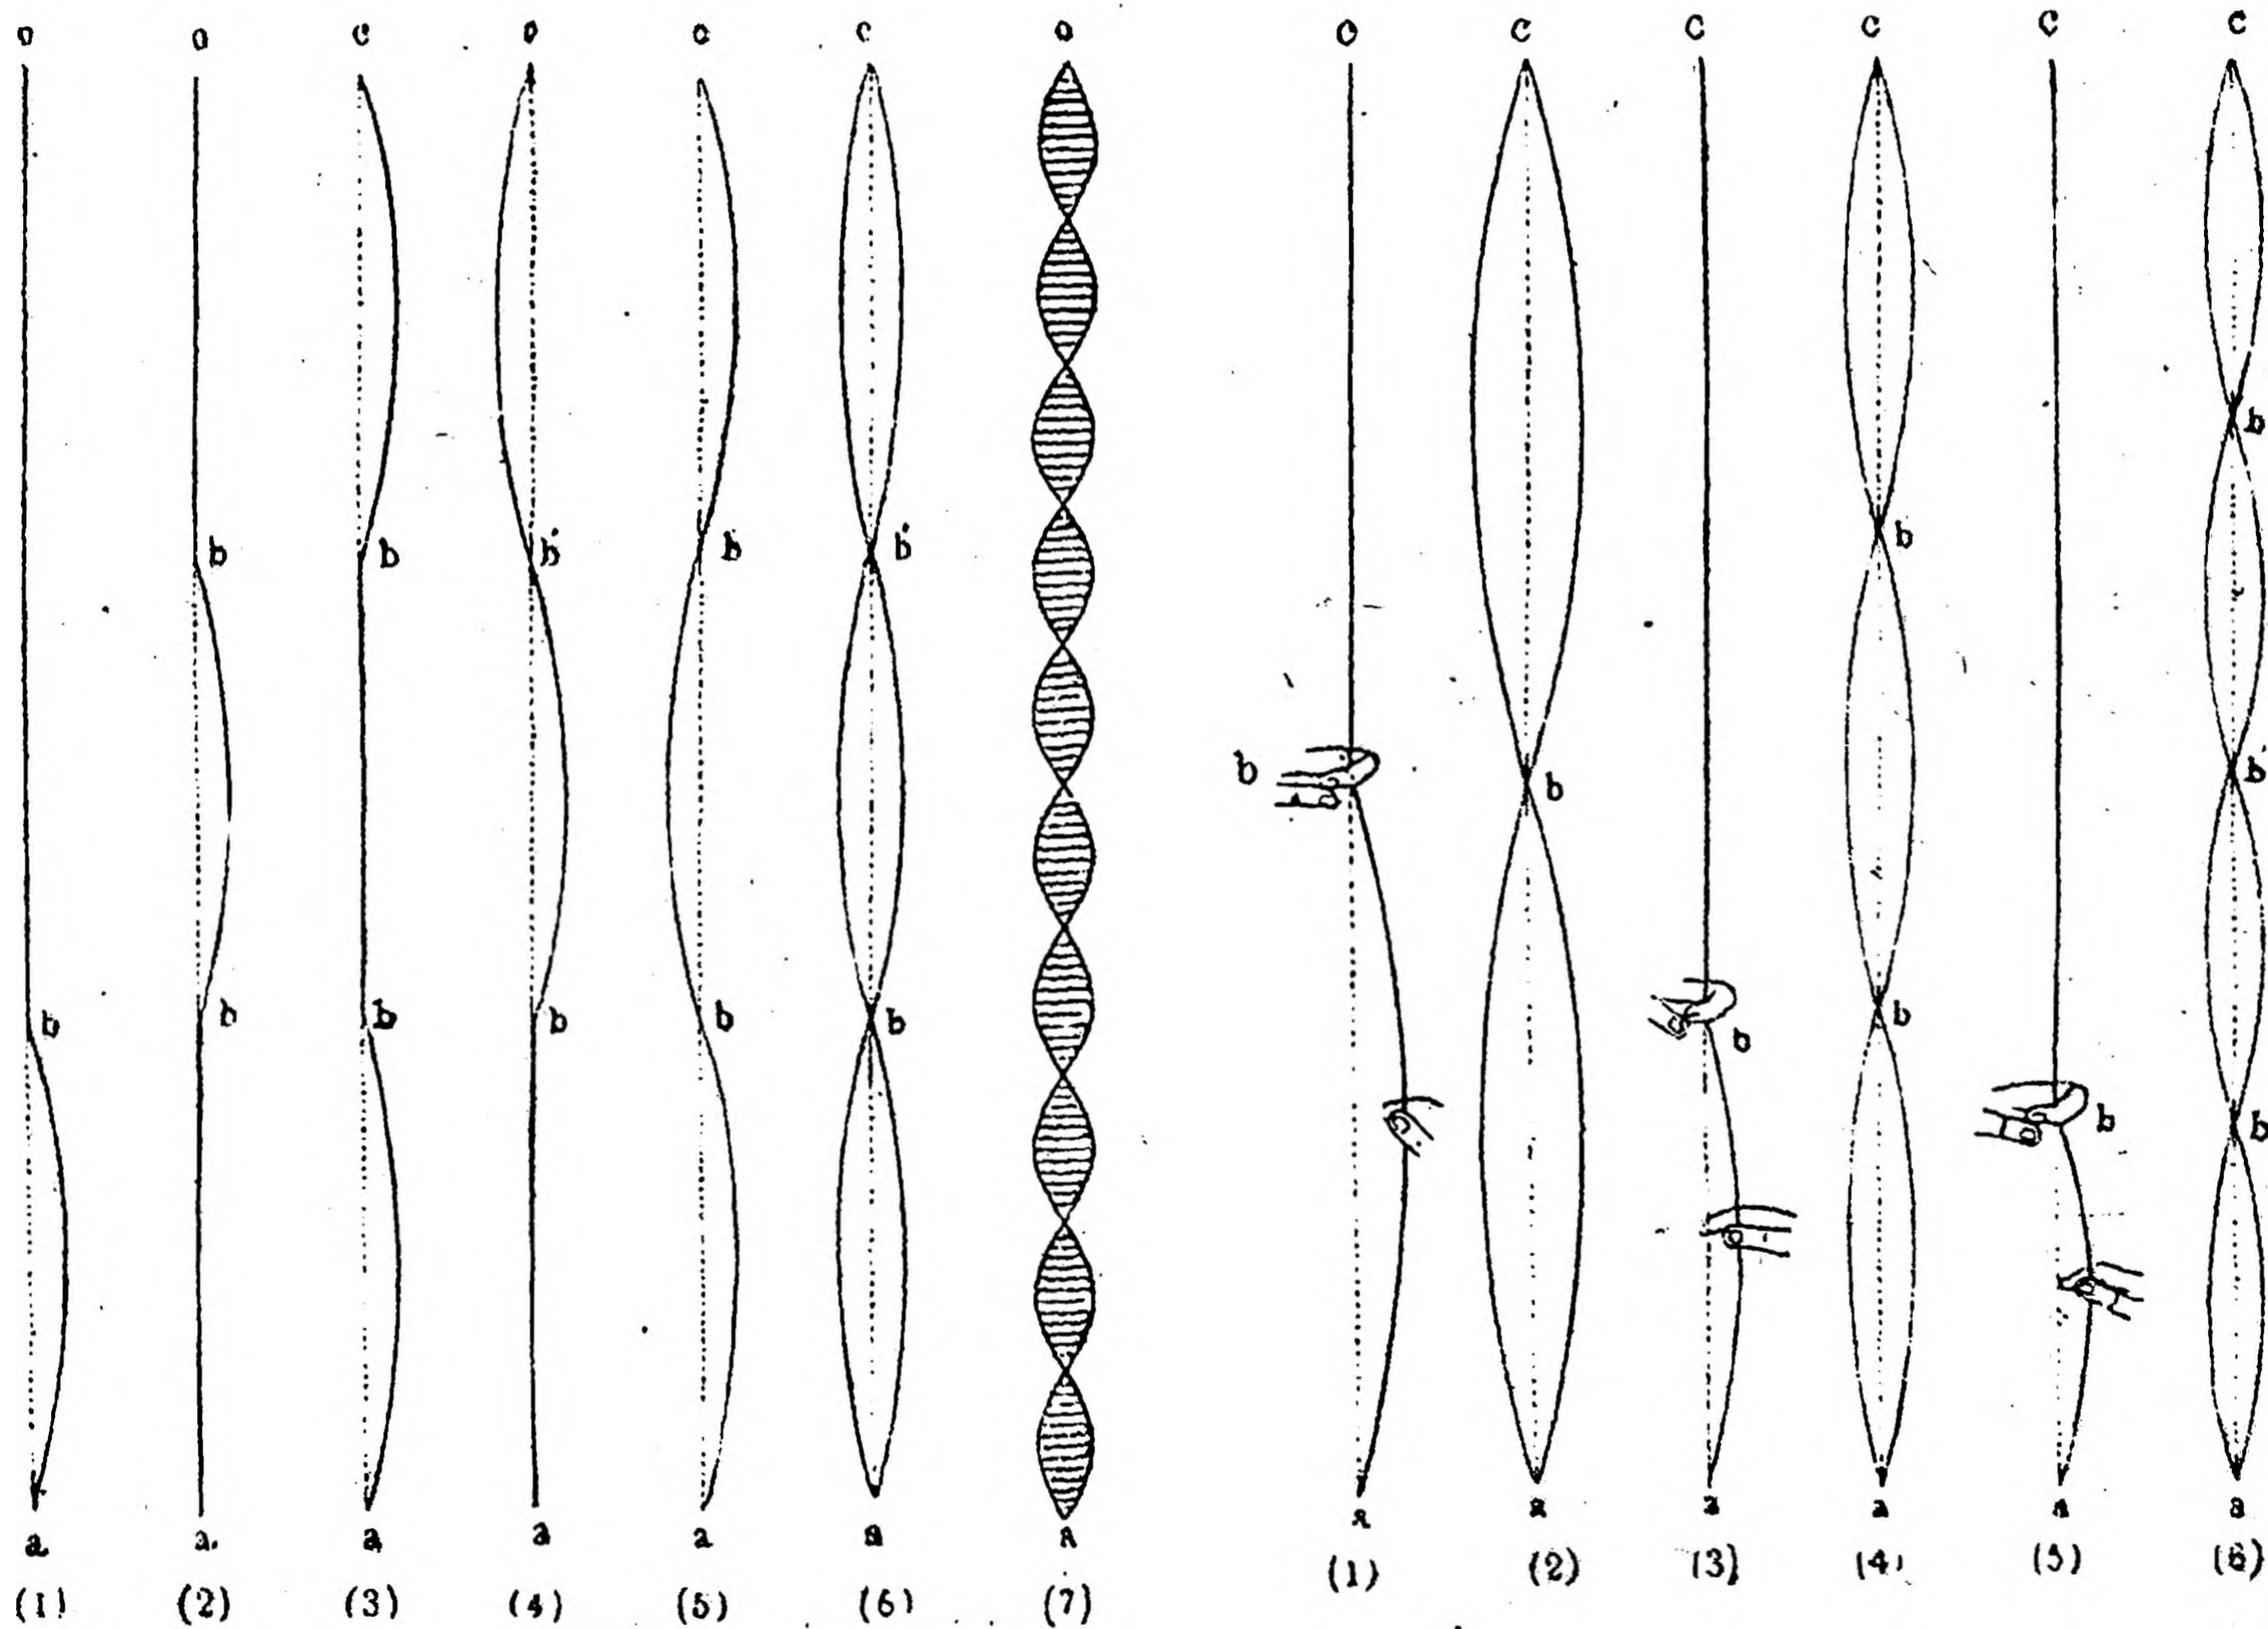 o o c o o c o c c c c c c
b b b b b b'
b
b b' b
b b b b b b
b
b b
a a. a a a a a a a a a a a
(1) (2) (3) (4) (5) (6) (7) (1) (2) (3) (4) (5) (6)